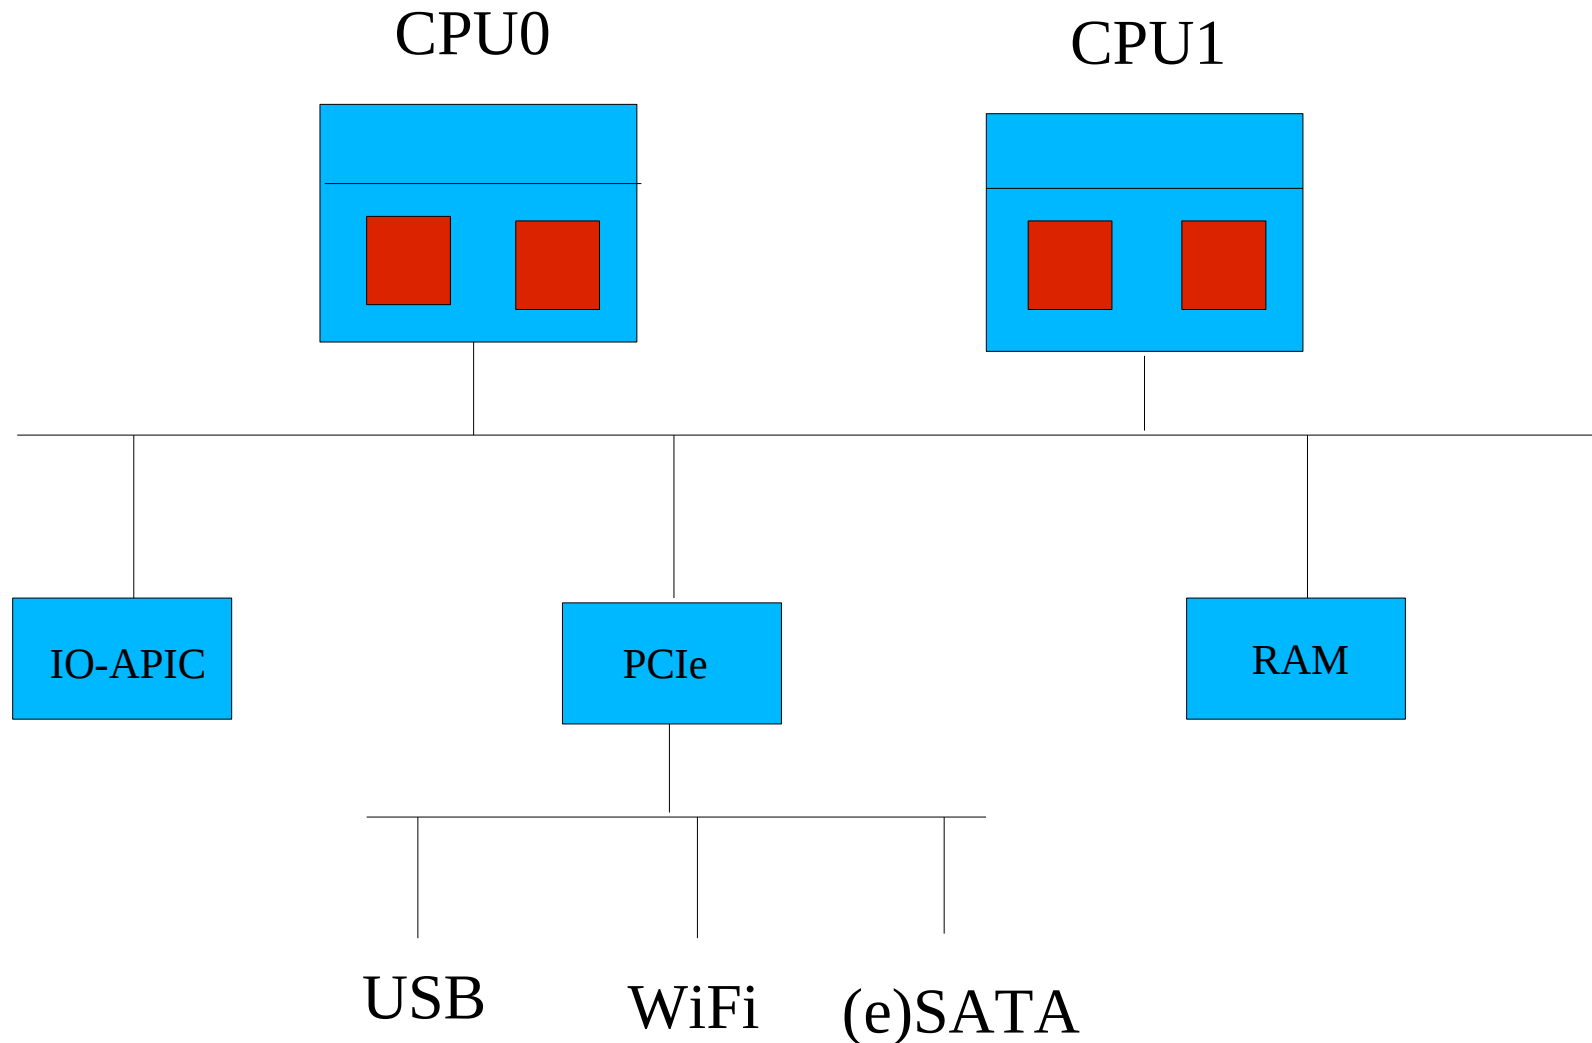 CPU0
CPU1
IO-APIC
PCIe
RAM
USB
WiFi
(e)SATA